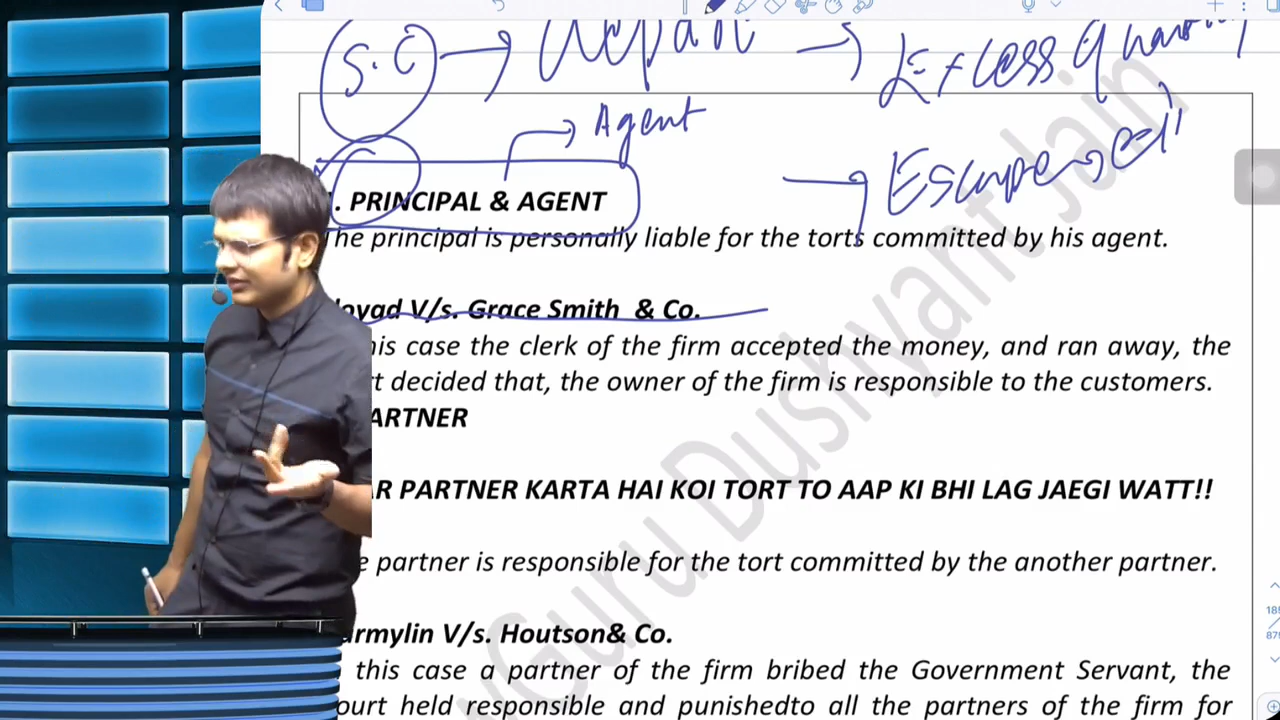 S.C
Excess
Escaped
Agent
. PRINCIPAL & AGENT
The principal is personally liable for the torts committed by his agent.
V/s. Grace Smith & Co.
his case the clerk of the firm accepted the money, and ran away, the
decided that, the owner of the firm is responsible to the customers.
ARTNER
AR PARTNER KARTA HAI KOI TORT TO AAP KI BHI LAG JAEGI WATT!!
partner is responsible for the tort committed by the another partner.
armylin V/s. Houtson& Co.
this case a partner of the firm bribed the Government Servant, the
ourt held responsible and punishedto all the partners of the firm for
Guru Dushyant Jain